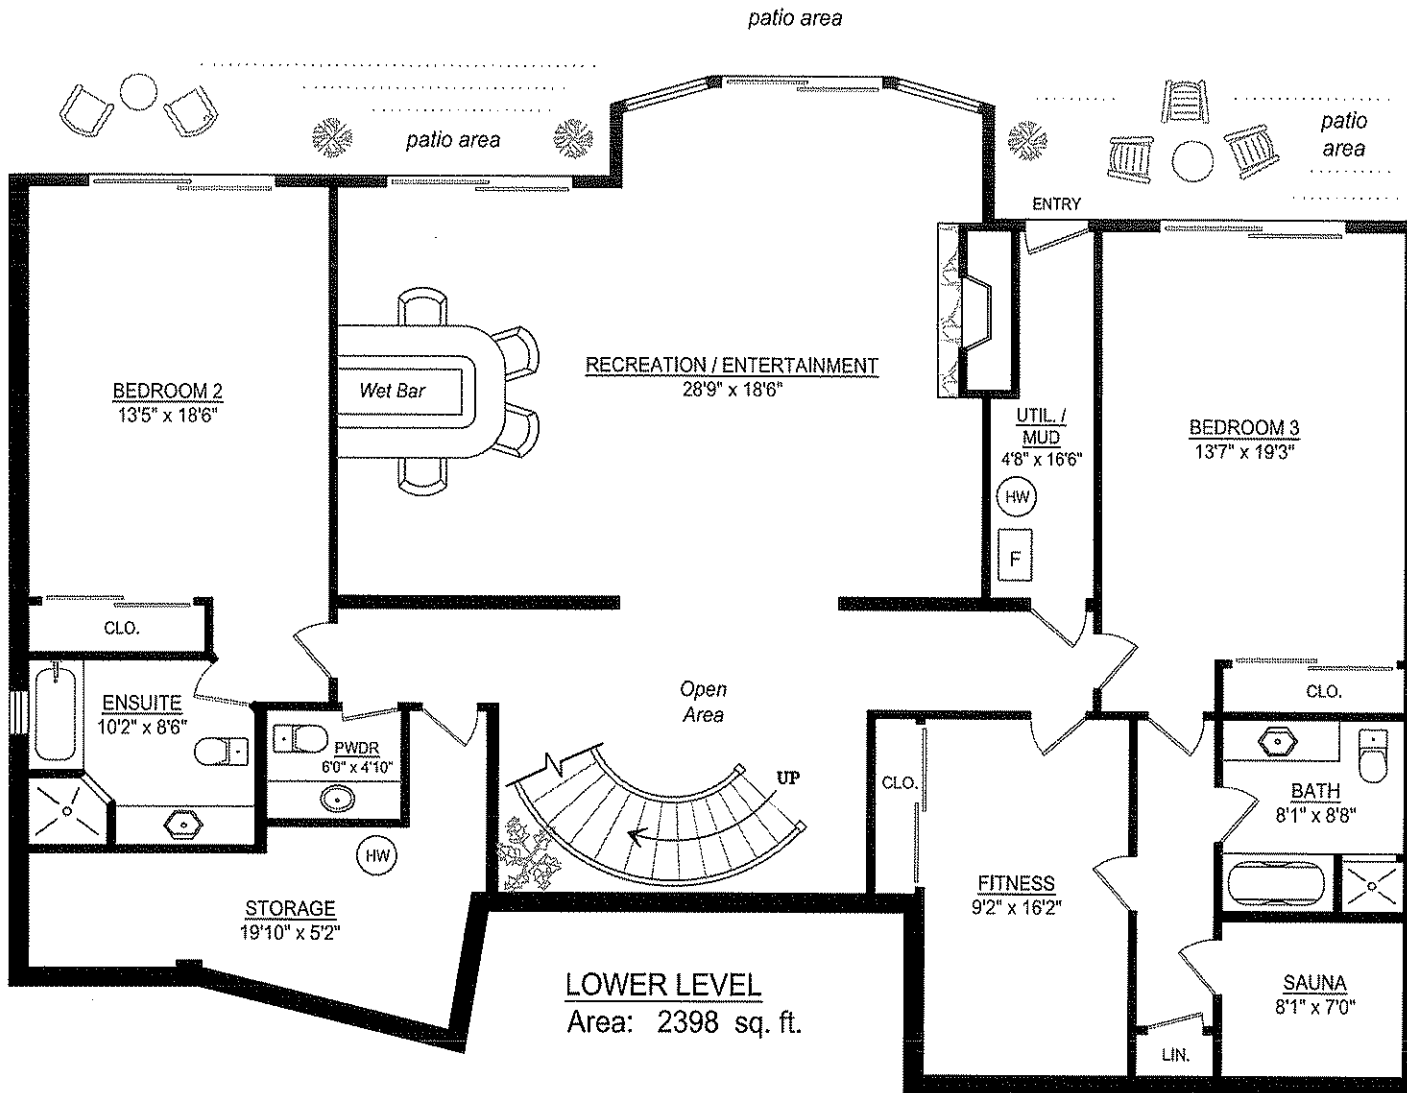 patio area
patio area
patio
area
ENTRY
RECREATION / ENTERTAINMENT
28'9" x 18'6"
BEDROOM 2
13'5" x 18'6"
Wet Bar
UTIL. /
MUD
4'8" x 16'6"
HW
F
BEDROOM 3
13'7" x 19'3"
CLO.
ENSUITE
10'2" x 8'6"
PWDR
6'0" x 4'10"
Open
Area
UP
CLO.
CLO.
BATH
8'1" x 8'8"
HW
STORAGE
19'10" x 5'2"
FITNESS
9'2" x 16'2"
SAUNA
8'1" x 7'0"
LIN.
LOWER LEVEL
Area: 2398 sq. ft.